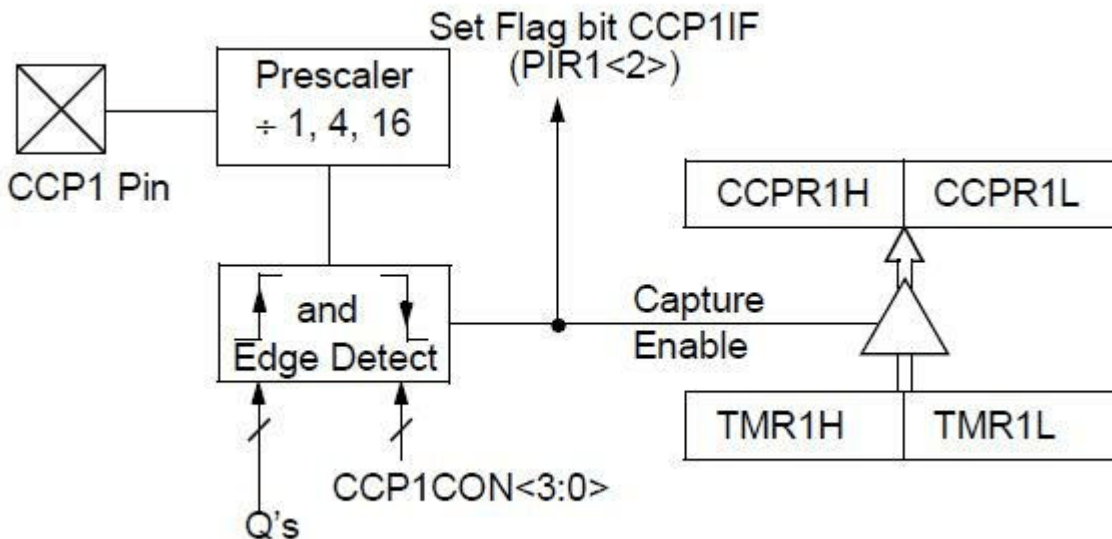 Set Flag bit CCP1IF
(PIR1<2>)
Prescaler
÷ 1, 4, 16
CCP1 Pin
CCPR1H
CCPR1L
and
Edge Detect
Capture
Enable
TMR1H
TMR1L
CCP1CON<3:0>
Q's